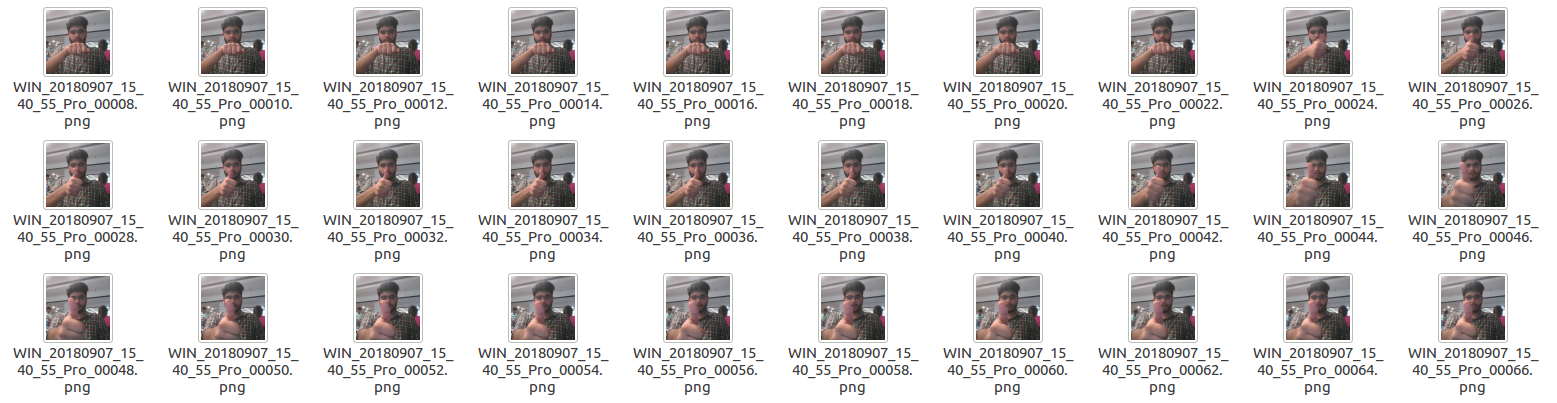 WIN_20180907_15_ WIN_20180907_15_ WIN_20180907_15_ WIN_20180907_15_ WIN_20180907_15_ WIN_20180907_15_ WIN_20180907_15_ WIN_20180907_15_ WIN_20180907_15_ WIN_20180907_15_
40_55_Pro_00008. 40_55_Pro_00010. 40_55_Pro_00012. 40_55_Pro_00014. 40_55_Pro_00016. 40_55_Pro_00018. 40_55_Pro_00020. 40_55_Pro_00022. 40_55_Pro_00024. 40_55_Pro_00026.
png png png png png png png png png png
WIN_20180907_15_ WIN_20180907_15_ WIN_20180907_15_ WIN_20180907_15_ WIN_20180907_15_ WIN_20180907_15_ WIN_20180907_15_ WIN_20180907_15_ WIN_20180907_15_ WIN_20180907_15_
40_55_Pro_00028. 40_55_Pro_00030. 40_55_Pro_00032. 40_55_Pro_00034. 40_55_Pro_00036. 40_55_Pro_00038. 40_55_Pro_00040. 40_55_Pro_00042. 40_55_Pro_00044. 40_55_Pro_00046.
png png png png png png png png png png
WIN_20180907_15_ WIN_20180907_15_ WIN_20180907_15_ WIN_20180907_15_ WIN_20180907_15_ WIN_20180907_15_ WIN_20180907_15_ WIN_20180907_15_ WIN_20180907_15_ WIN_20180907_15_
40_55_Pro_00048. 40_55_Pro_00050. 40_55_Pro_00052. 40_55_Pro_00054. 40_55_Pro_00056. 40_55_Pro_00058. 40_55_Pro_00060. 40_55_Pro_00062. 40_55_Pro_00064. 40_55_Pro_00066.
png png png png png png png png png png